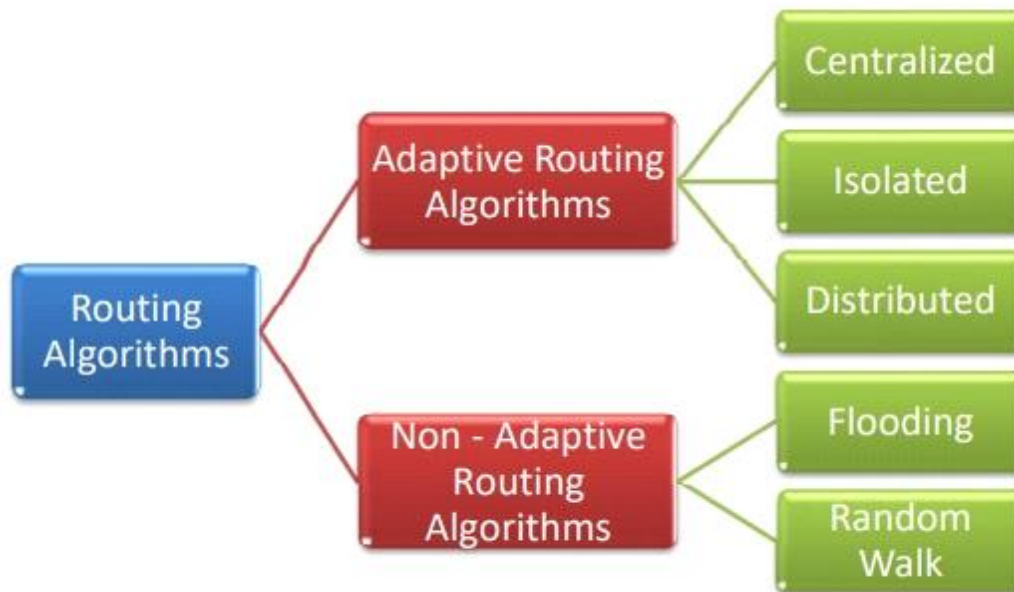 Routing
Algorithms
Adaptive Routing
Algorithms
Centralized
Isolated
Distributed
Non - Adaptive
Routing
Algorithms
Flooding
Random
Walk